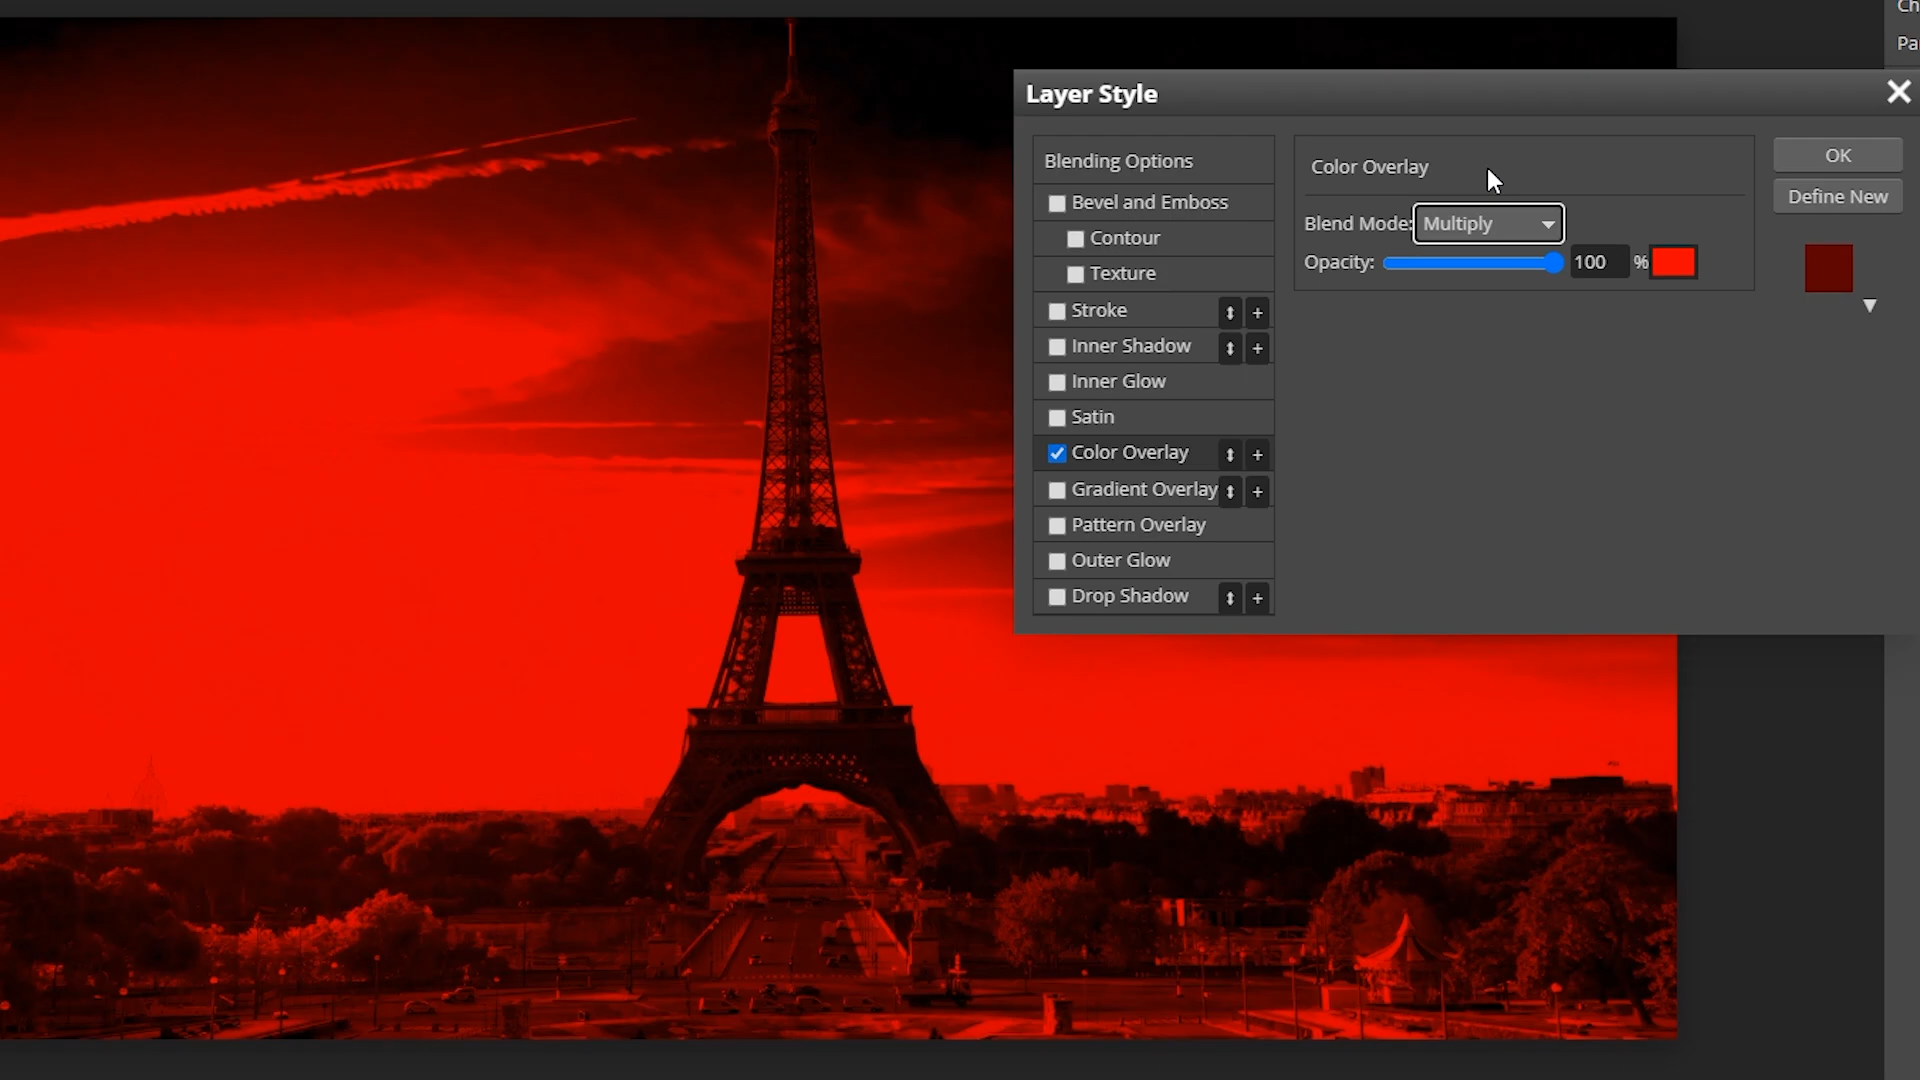 Ch
Pa
Layer Style
Blending Options
Bevel and Emboss
Contour
Texture
Stroke
Inner Shadow
Inner Glow
Satin
Color Overlay
Gradient Overlay
Pattern Overlay
Outer Glow
Drop Shadow
Color Overlay
Blend Mode: Multiply
Opacity: 100 %
OK
Define New